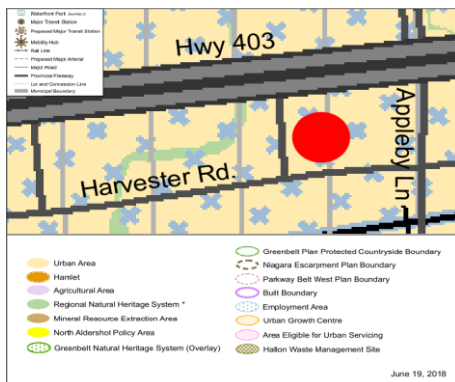 Waterfront Park
Major Transit Station
Proposed Major Transit Station
Mobility Hub
Rail Line
Proposed Major Arterial
Major Road
Provincial Freeway
Lot and Concession Line
Municipal Boundary
Hwy 403
Appleby Ln
Harvester Rd.
Urban Area
Hamlet
Agricultural Area
Regional Natural Heritage System *
Mineral Resource Extraction Area
North Aldershot Policy Area
Greenbelt Natural Heritage System (Overlay)
Greenbelt Plan Protected Countryside Boundary
Niagara Escarpment Plan Boundary
Parkway Belt West Plan Boundary
Built Boundary
Employment Area
Urban Growth Centre
Area Eligible for Urban Servicing
Halton Waste Management Site
June 19, 2018